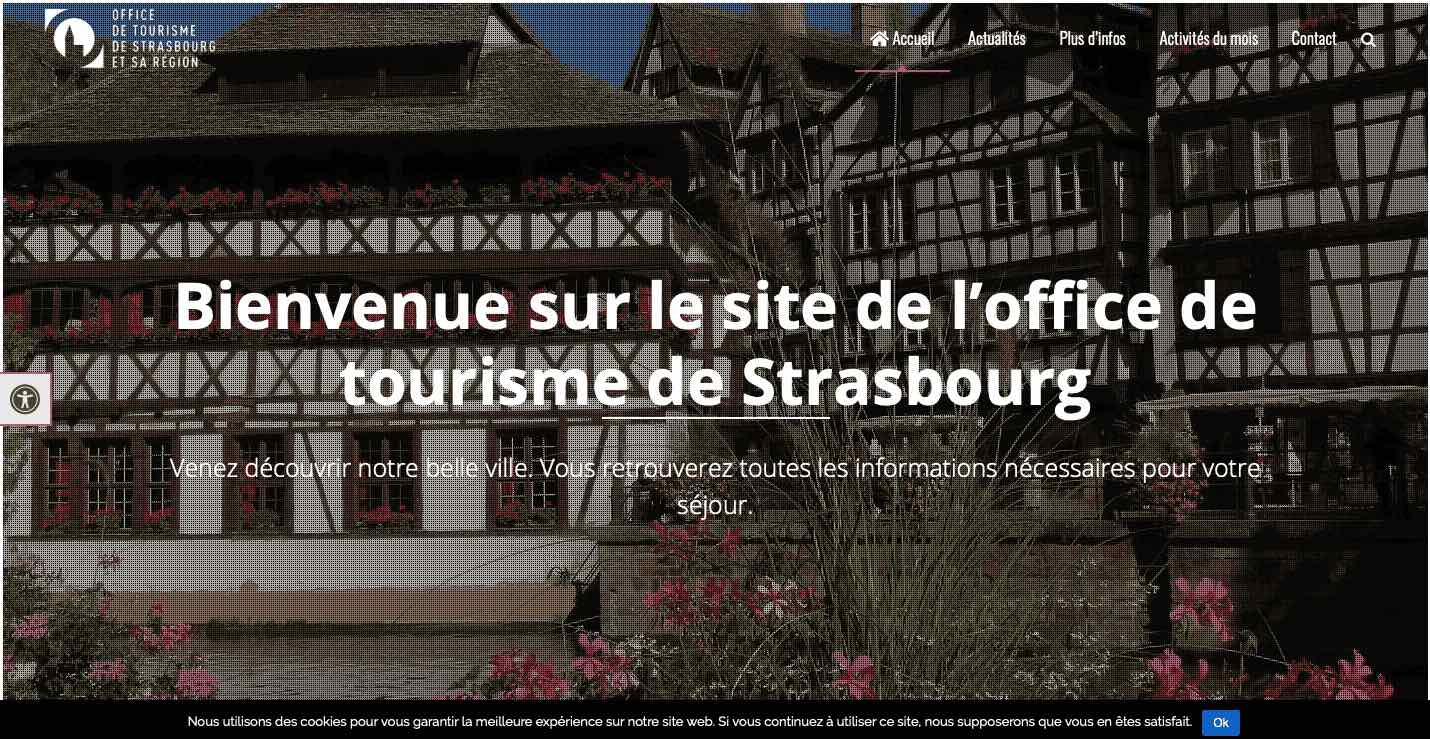 OFFICE
DE TOURISME
DE STRASBOURG
ET SA RÉGION
Accueil Actualités Plus d'infos Activités du mois Contact
Bienvenue sur le site de l’office de
tourisme de Strasbourg
Venez découvrir notre belle ville. Vous retrouverez toutes les informations nécessaires pour votre
séjour.
Nous utilisons des cookies pour vous garantir la meilleure expérience sur notre site web. Si vous continuez à utiliser ce site, nous supposerons que vous en êtes satisfait. Ok